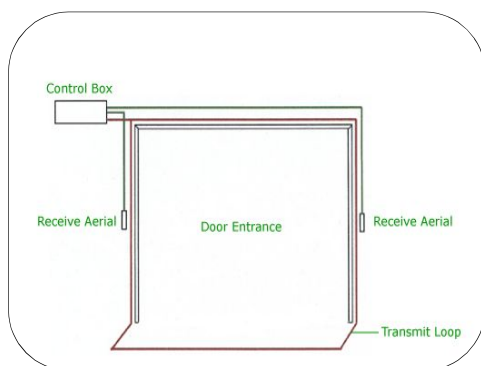 Control Box
Receive Aerial
Door Entrance
Receive Aerial
Transmit Loop